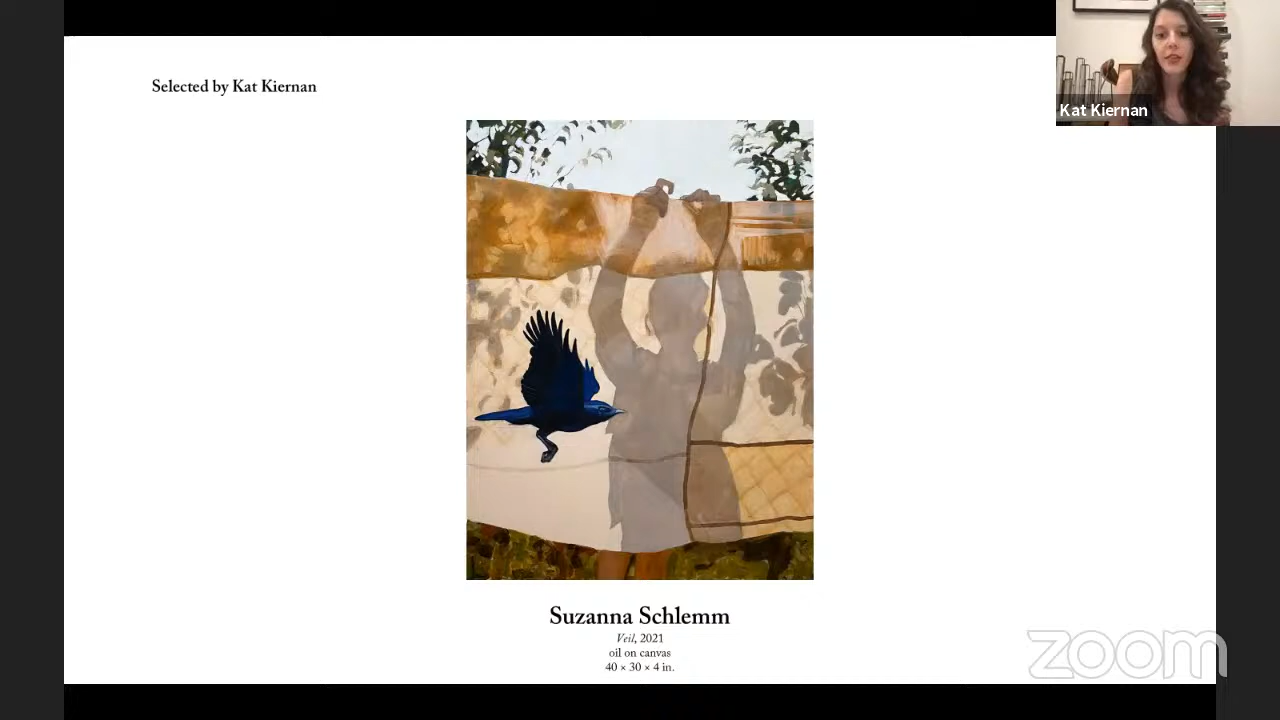 Selected by Kat Kiernan
Kat Kiernan
Suzanna Schlemm
Veil, 2021
oil on canvas
40 × 30 × 4 in.
zoom